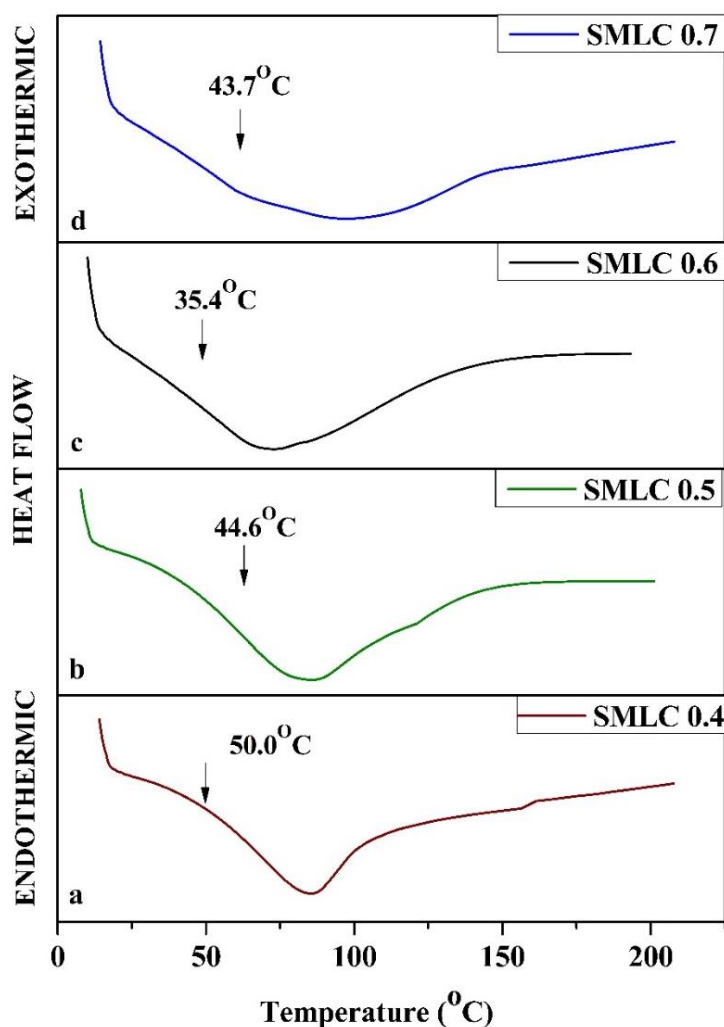 SMLC 0.7
43.7°C
d
EXOTHERMIC
SMLC 0.6
35.4°C
c
HEAT FLOW
SMLC 0.5
44.6°C
b
SMLC 0.4
50.0°C
a
ENDOTHERMIC
0 50 100 150 200
Temperature (°C)